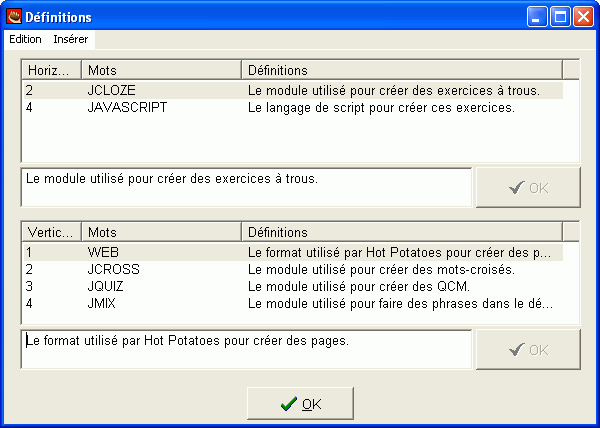 Définitions
Edition Insérer
Horiz... Mots Définitions
2 JCLOZE Le module utilisé pour créer des exercices à trous.
4 JAVASCRIPT Le langage de script pour créer ces exercices.
Le module utilisé pour créer des exercices à trous. OK
Vertic... Mots Définitions
1 WEB Le format utilisé par Hot Potatoes pour créer des p...
2 JCROSS Le module utilisé pour créer des mots-croisés.
3 JQUIZ Le module utilisé pour créer des QCM.
4 JMIX Le module utilisé pour faire des phrases dans le dé...
Le format utilisé par Hot Potatoes pour créer des pages. OK
OK